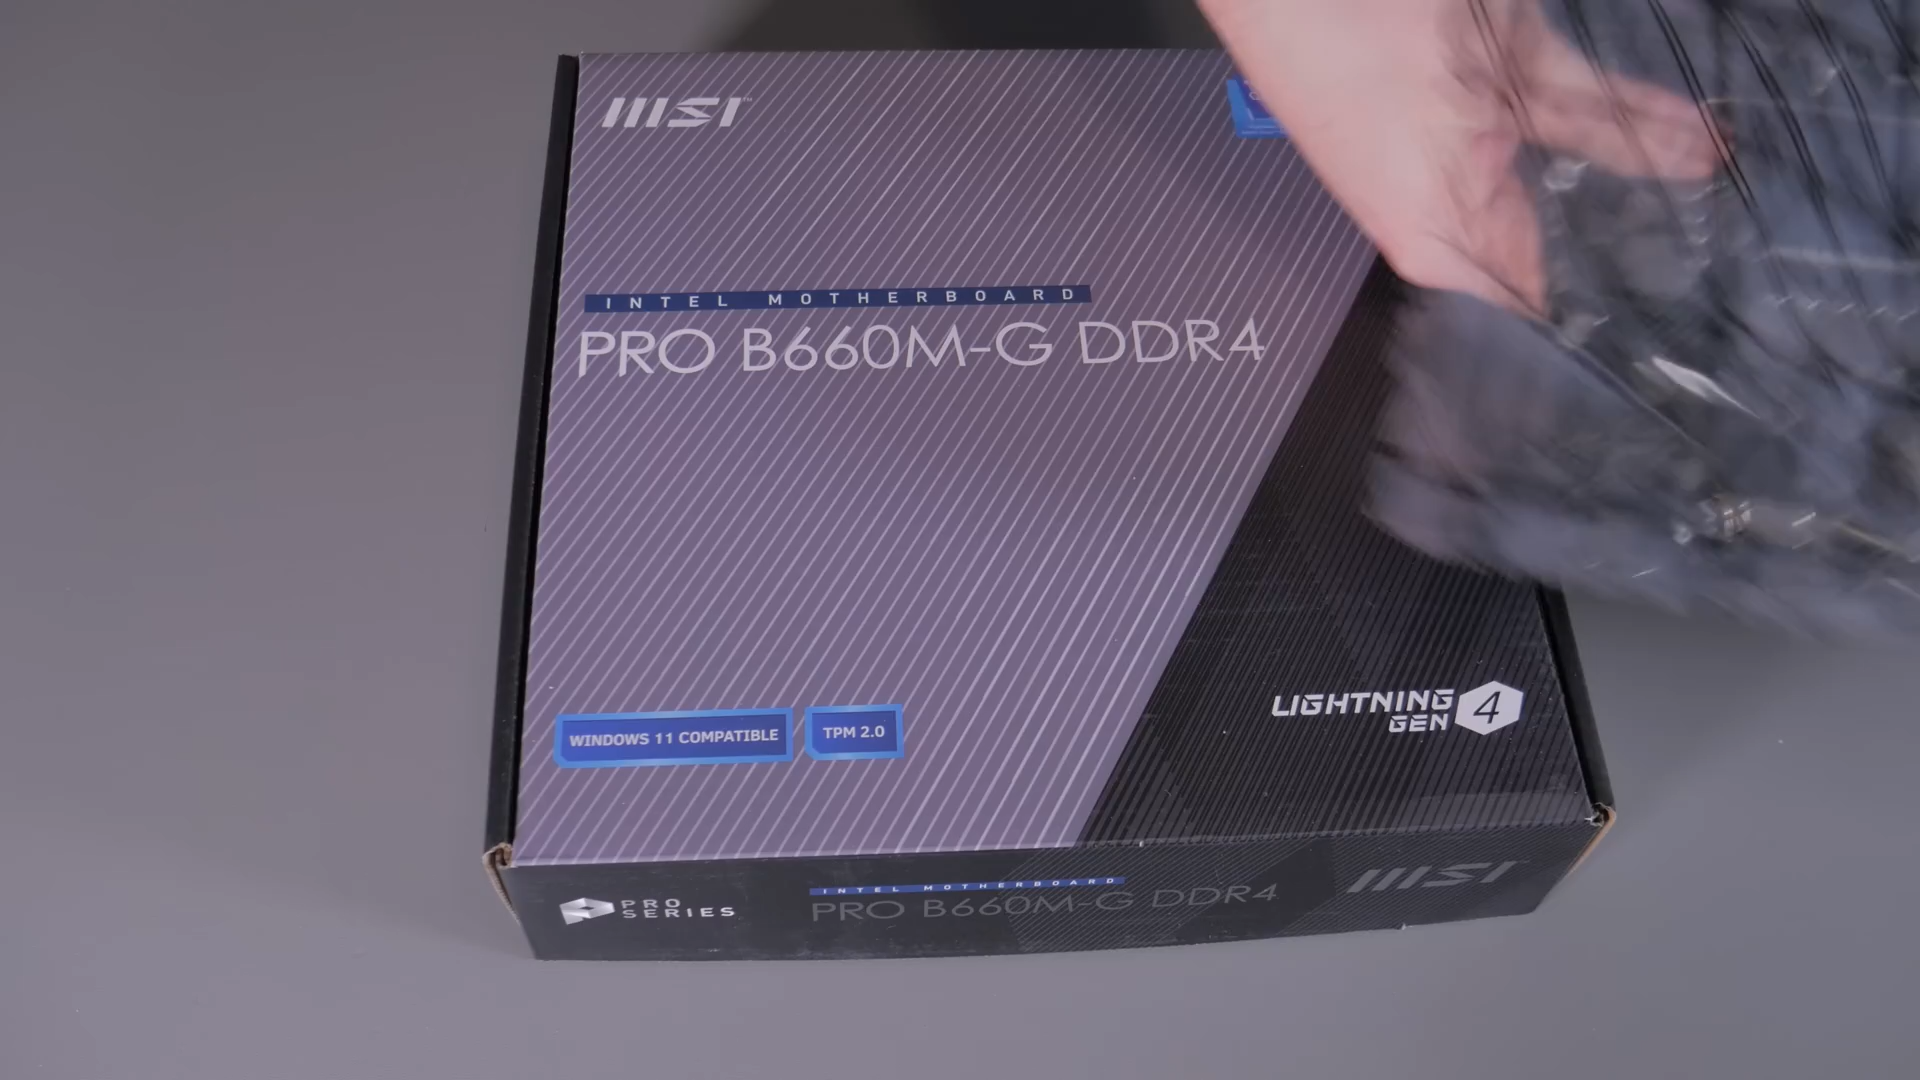 msi™
INTEL MOTHERBOARD
PRO B660M-G DDR4
WINDOWS 11 COMPATIBLE
TPM 2.0
LIGHTNING
GEN 4
PRO
SERIES
INTEL MOTHERBOARD
PRO B660M-G DDR4
msi